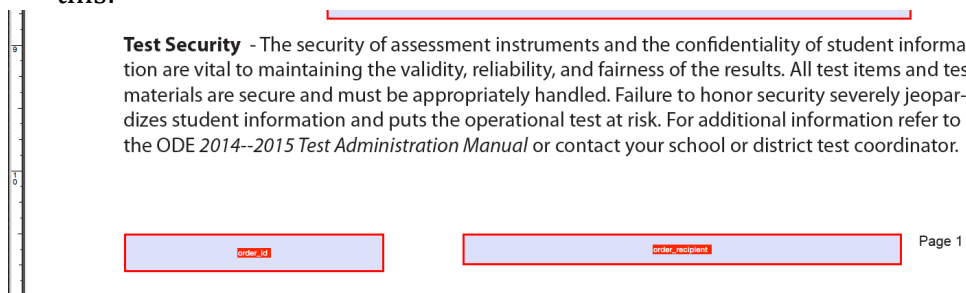 this.
9
Test Security - The security of assessment instruments and the confidentiality of student informa
tion are vital to maintaining the validity, reliability, and fairness of the results. All test items and tes
materials are secure and must be appropriately handled. Failure to honor security severely jeopar-
dizes student information and puts the operational test at risk. For additional information refer to
the ODE 2014--2015 Test Administration Manual or contact your school or district test coordinator.
10
order_id
order_recipient
Page 1